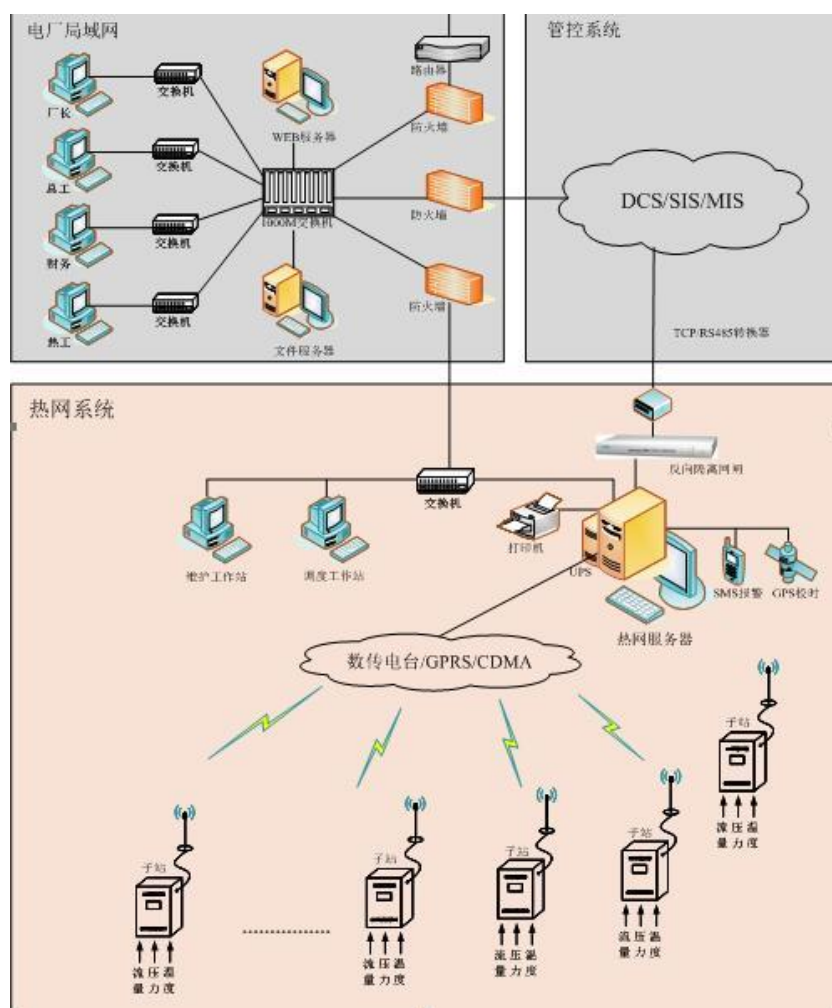 电厂局域网
管控系统
路由器
交换机
厂长
WEB服务器
防火墙
交换机
总工
1000M交换机
防火墙
DCS/SIS/MIS
交换机
财务
防火墙
交换机
热工
文件服务器
TCP/RS485转换器
热网系统
反向隔离网闸
交换机
打印机
维护工作站
调度工作站
UPS
SMS报警
GPS校时
热网服务器
数传电台/GPRS/CDMA
子站
流量 压力 温度
子站
流量 压力 温度
子站
流量 压力 温度
子站
流量 压力 温度
子站
流量 压力 温度
..................